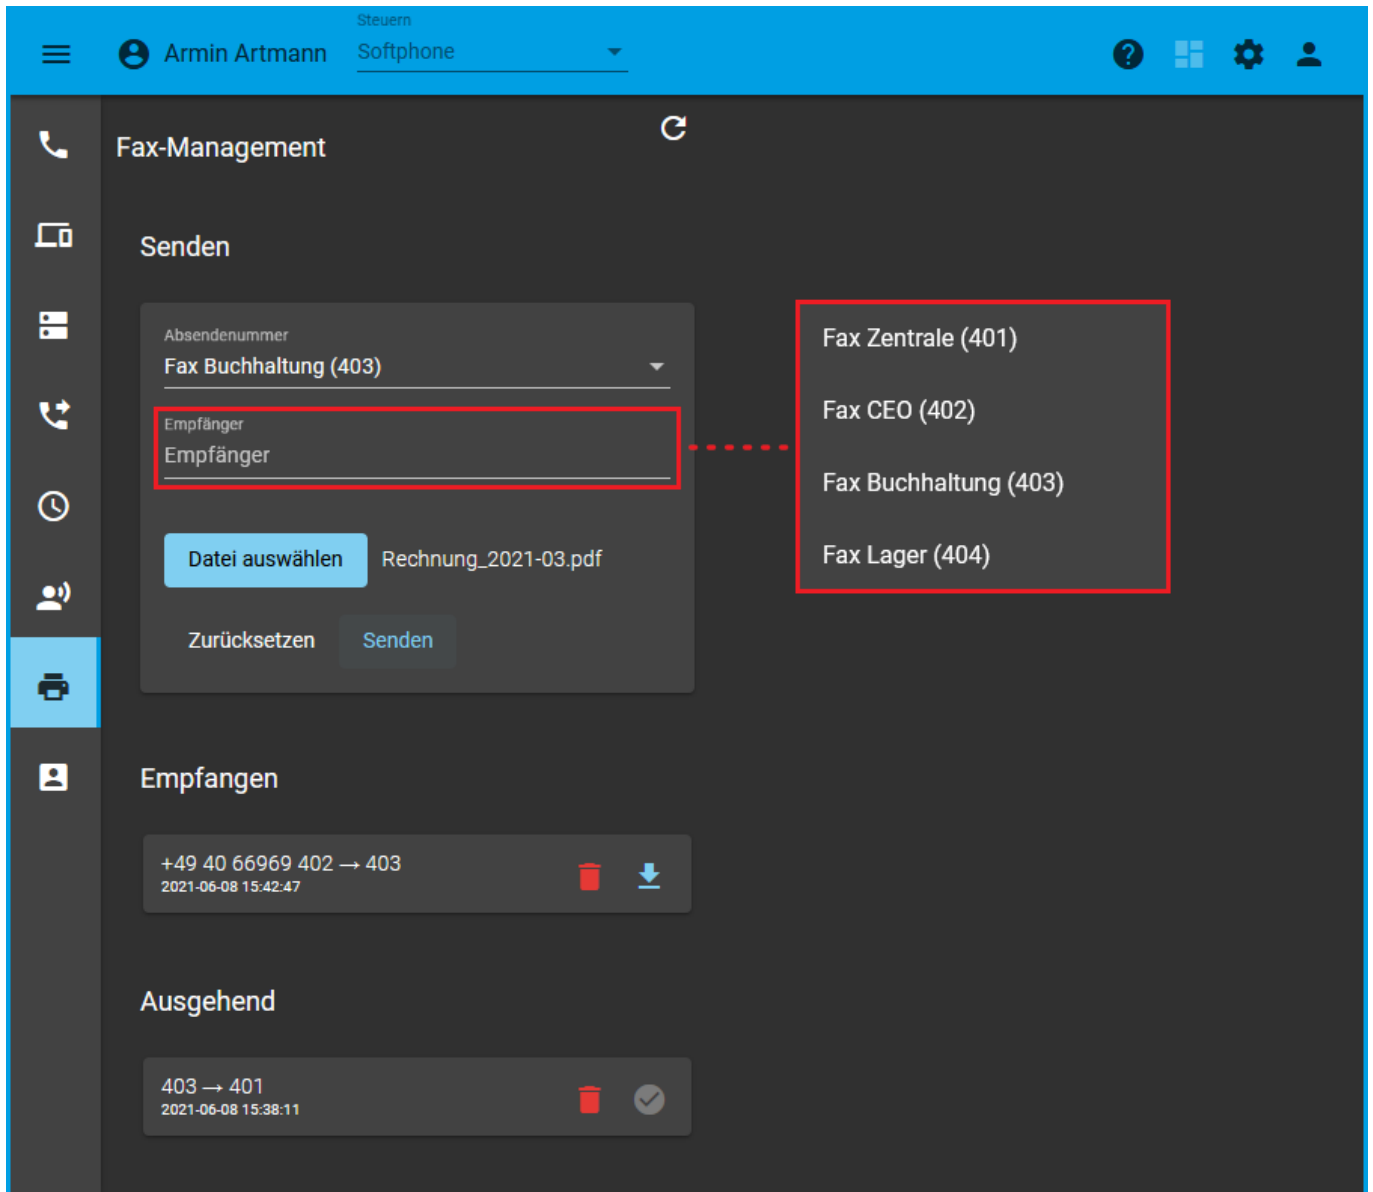 Steuern
Armin Artmann
Softphone
Fax-Management
Senden
Absendenummer
Fax Buchhaltung (403)
Empfänger
Empfänger
Datei auswählen
Rechnung_2021-03.pdf
Zurücksetzen
Senden
Fax Zentrale (401)
Fax CEO (402)
Fax Buchhaltung (403)
Fax Lager (404)
Empfangen
+49 40 66969 402 → 403
2021-06-08 15:42:47
Ausgehend
403 → 401
2021-06-08 15:38:11